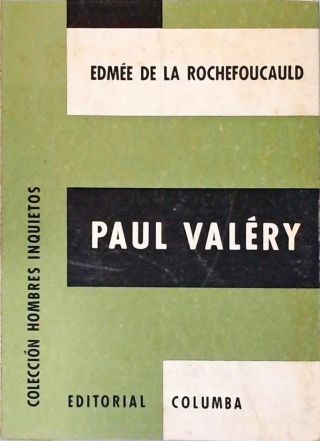 EDMÉE DE LA ROCHEFOUCAULD
PAUL VALÉRY
COLECCIÓN HOMBRES INQUIETOS
EDITORIAL COLUMBA